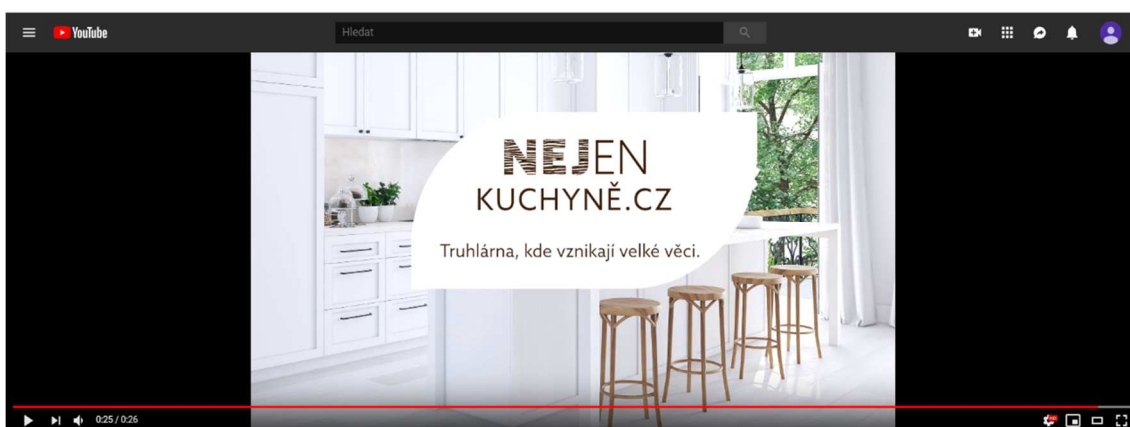 YouTube
Hledat
NEJEN
KUCHYNĚ.CZ
Truhlárna, kde vznikají velké věci.
0:25 / 0:26